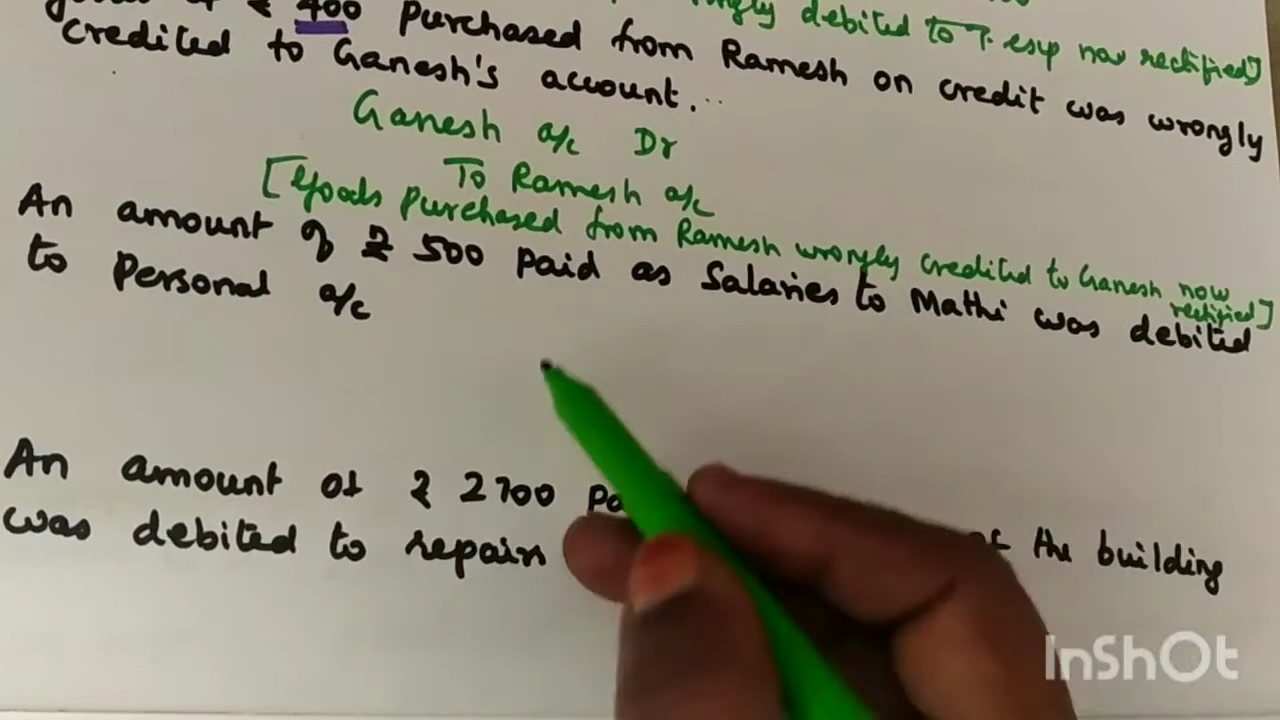 ₹ 400 Purchased from Ramesh on credit was wrongly
debited to T. exp now rectified]
credited to Ganesh's account.
Ganesh a/c Dr
To Ramesh a/c
[Goods purchased from Ramesh wrongly credited to Ganesh now rectified]
An amount of ₹ 500 paid as Salaries to Mathi was debited
to Personal a/c
An amount of ₹ 2700 of the building
was debited to repairs
InShOt